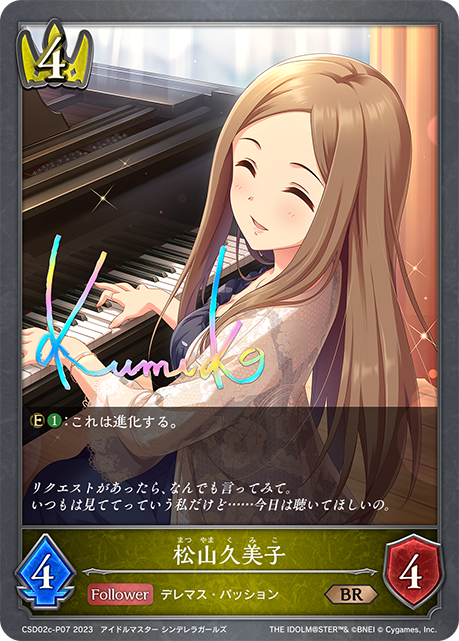 4
Kumiko
E 1：これは進化する。
リクエストがあったら、なんでも言ってみて。
いつもは見ててっていう私だけど……今日は聴いてほしいの。
まつ やま く み こ
松山久美子
4
Follower デレマス・パッション
BR
4
CSD02c-P07 2023 アイドルマスター シンデレラガールズ THE IDOLM@STER™& ©BNEI © Cygames, Inc.